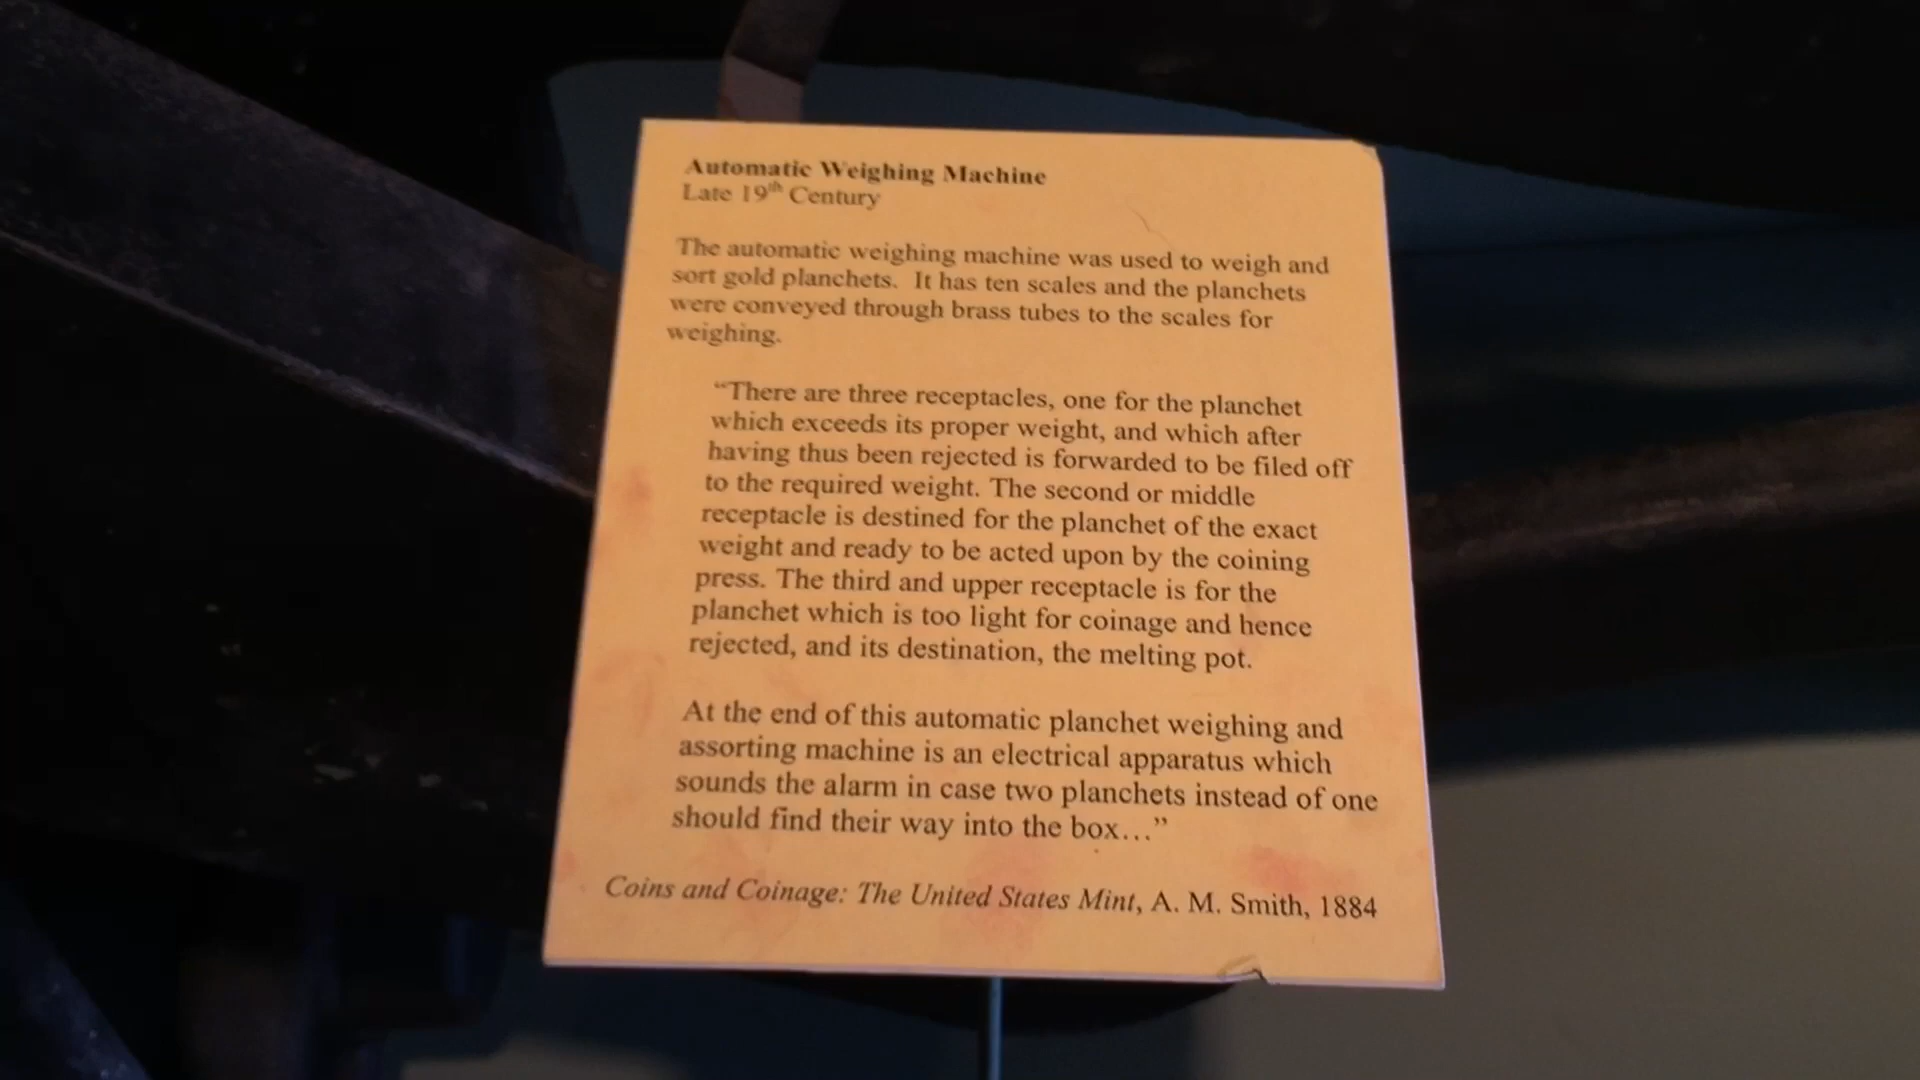 Automatic Weighing Machine
Late 19th Century
The automatic weighing machine was used to weigh and
sort gold planchets. It has ten scales and the planchets
were conveyed through brass tubes to the scales for
weighing.
“There are three receptacles, one for the planchet
which exceeds its proper weight, and which after
having thus been rejected is forwarded to be filed off
to the required weight. The second or middle
receptacle is destined for the planchet of the exact
weight and ready to be acted upon by the coining
press. The third and upper receptacle is for the
planchet which is too light for coinage and hence
rejected, and its destination, the melting pot.
At the end of this automatic planchet weighing and
assorting machine is an electrical apparatus which
sounds the alarm in case two planchets instead of one
should find their way into the box…”
Coins and Coinage: The United States Mint, A. M. Smith, 1884